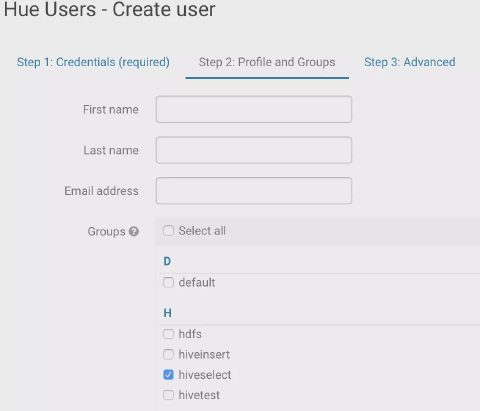 Hue Users - Create user
Step 1: Credentials (required) Step 2: Profile and Groups Step 3: Advanced
First name
Last name
Email address
Groups ? Select all
D
default
H
hdfs
hiveinsert
hiveselect
hivetest